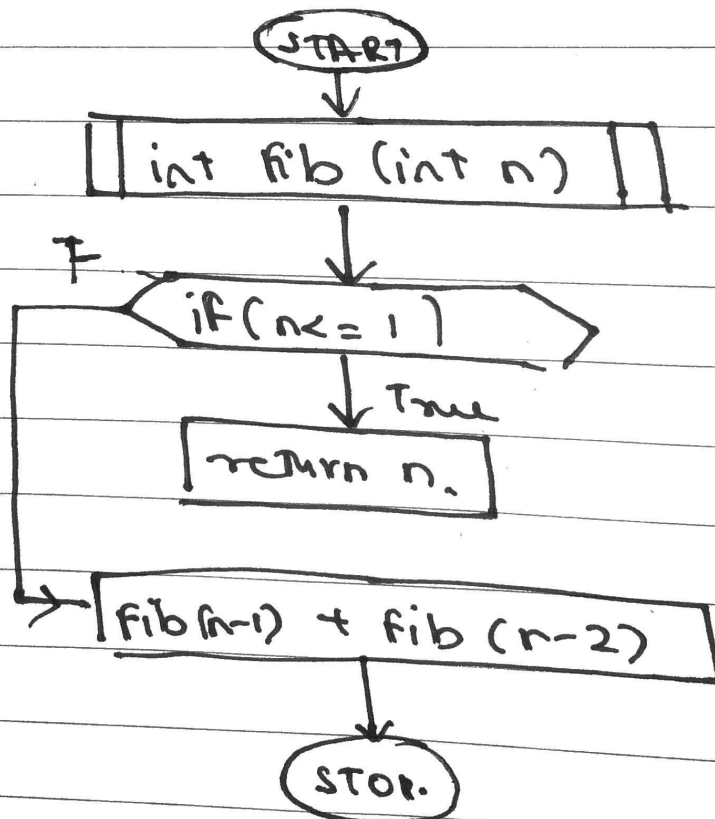 START
int fib (int n)
F
if (n<= 1)
True
return n.
fib(n-1) + fib (n-2)
STOP.